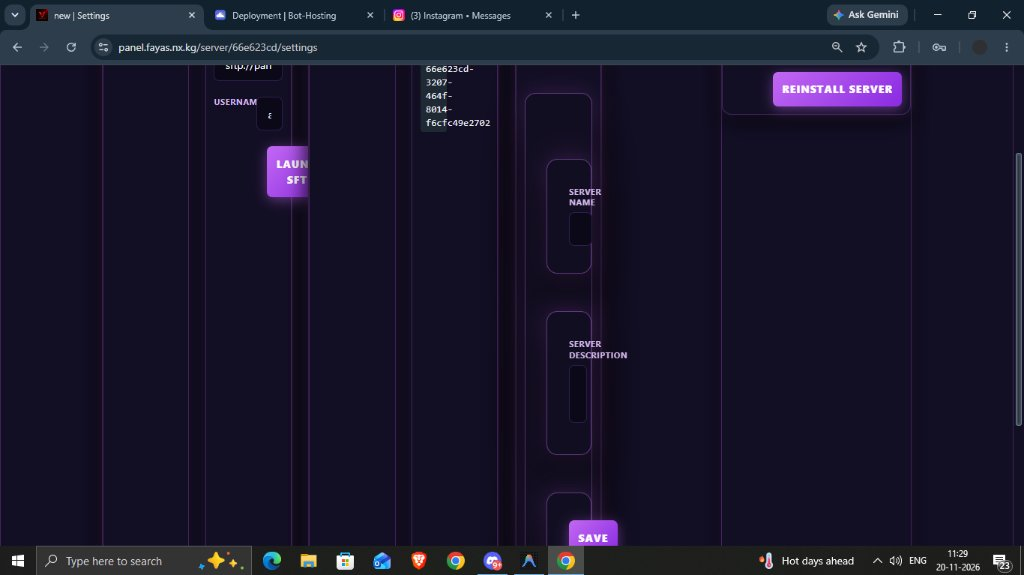 new | Settings
Deployment | Bot-Hosting
(3) Instagram • Messages
Ask Gemini
panel.fayas.nx.kg/server/66e623cd/settings
sftp://pan
USERNAM
LAUN
SFT
66e623cd-
3207-
464f-
8014-
f6cfc49e2702
SERVER
NAME
SERVER
DESCRIPTION
SAVE
REINSTALL SERVER
Type here to search
9+
Hot days ahead
ENG
11:29
20-11-2026
23